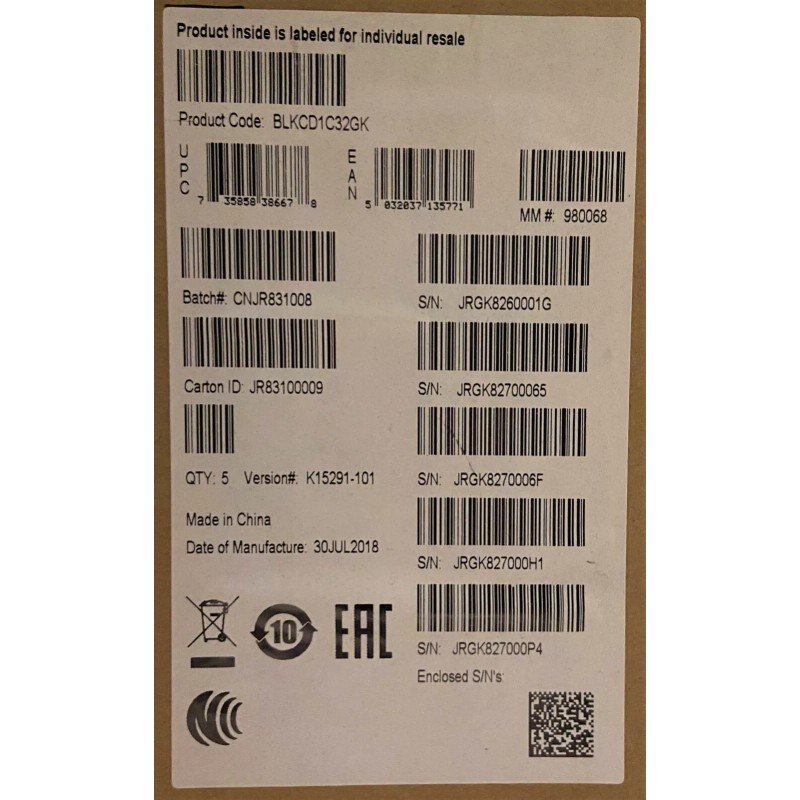 Product inside is labeled for individual resale
Product Code: BLKCD1C32GK
UPC
7 35858 38667 8
EAN
5 032037 135771
MM #: 980068
Batch#: CNJR831008
S/N: JRGK8260001G
Carton ID: JR83100009
S/N: JRGK82700065
QTY: 5 Version#: K15291-101
S/N: JRGK8270006F
Made in China
Date of Manufacture: 30JUL2018
S/N: JRGK827000H1
10
EAC
S/N: JRGK827000P4
Enclosed S/N's: